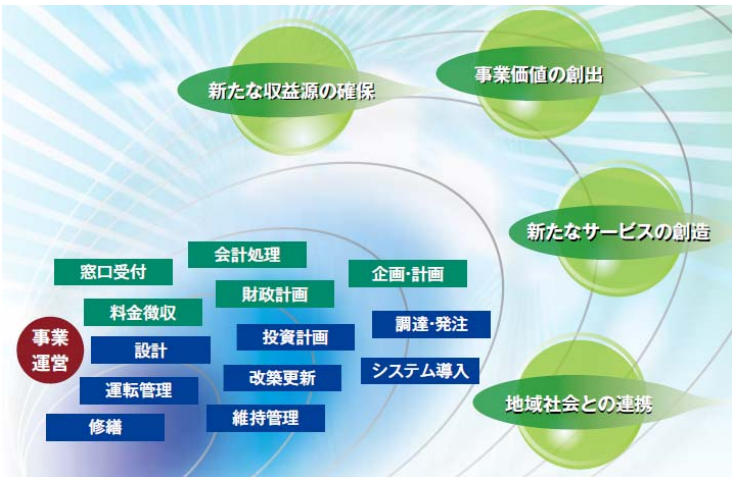 新たな収益源の確保
事業価値の創出
新たなサービスの創造
地域社会との連携
会計処理
窓口受付
企画・計画
財政計画
料金徴収
調達・発注
事業
運営
投資計画
設計
システム導入
改築更新
運転管理
維持管理
修繕